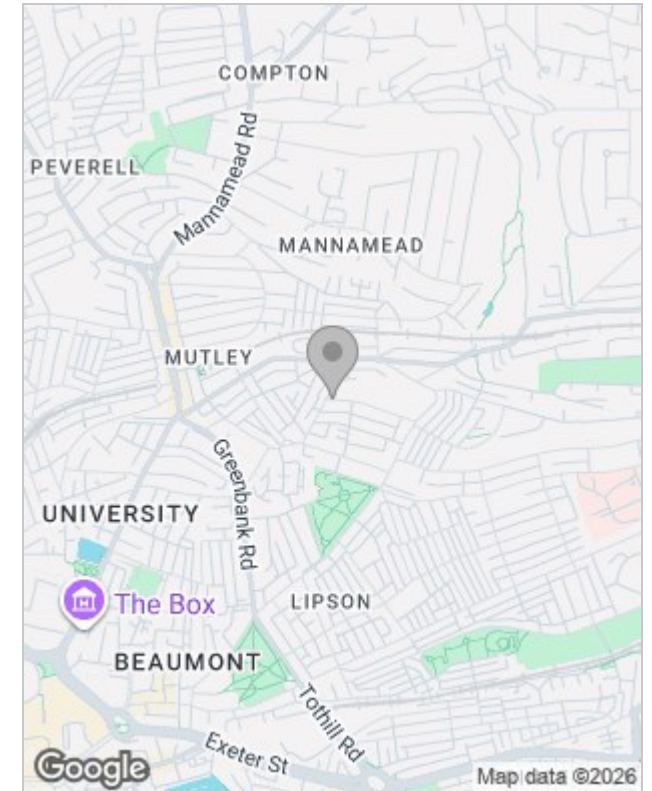 COMPTON
PEVERELL
Mannamead Rd
MANNAMEAD
MUTLEY
Greenbank Rd
UNIVERSITY
The Box
LIPSON
BEAUMONT
Tothill Rd
Exeter St
Google
Map data ©2026